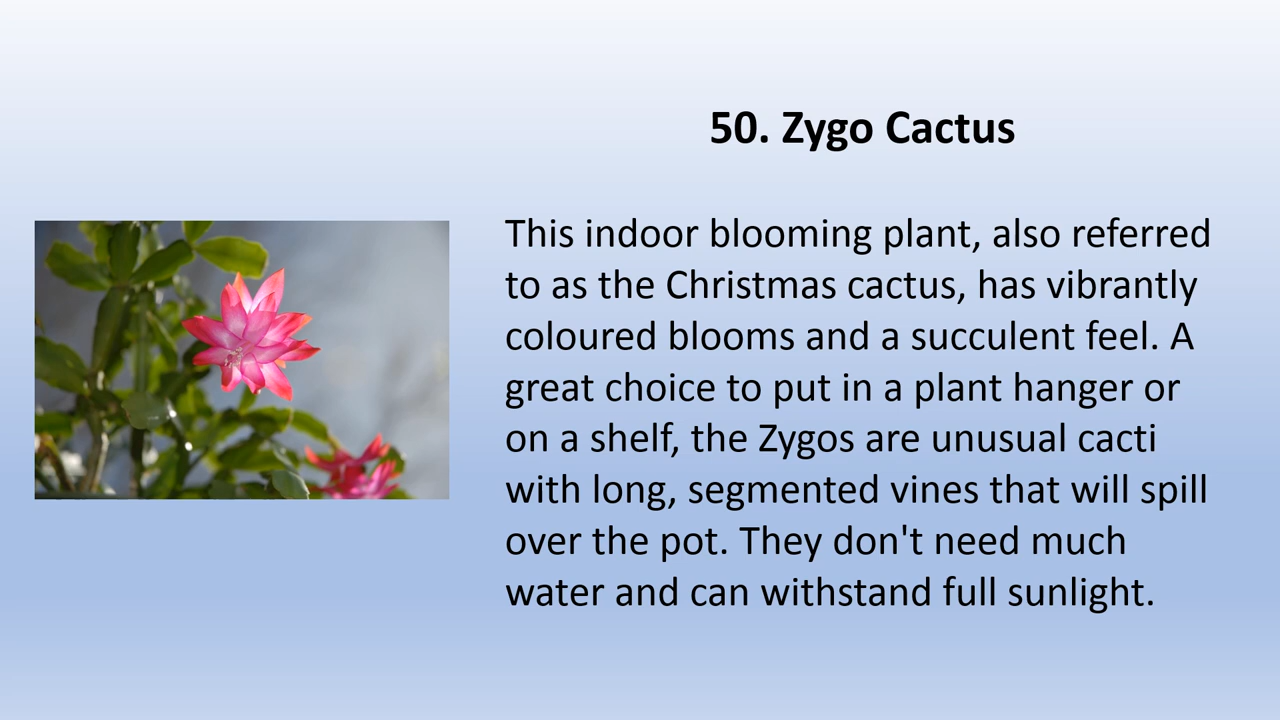 50. Zygo Cactus
This indoor blooming plant, also referred
to as the Christmas cactus, has vibrantly
coloured blooms and a succulent feel. A
great choice to put in a plant hanger or
on a shelf, the Zygos are unusual cacti
with long, segmented vines that will spill
over the pot. They don't need much
water and can withstand full sunlight.